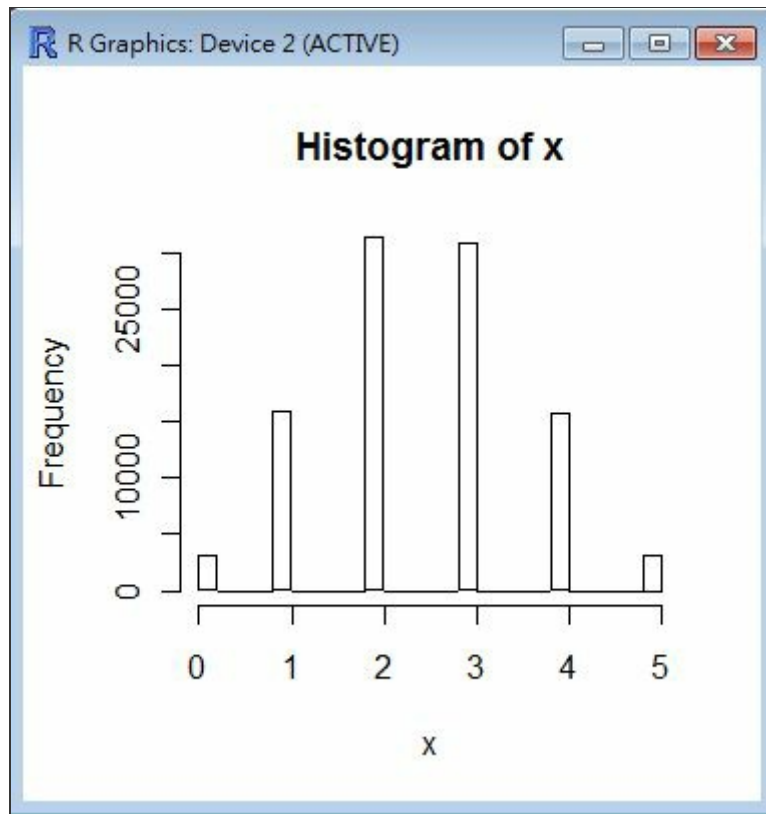 R R Graphics: Device 2 (ACTIVE)
Histogram of x
Frequency
25000
10000
0
0 1 2 3 4 5
x